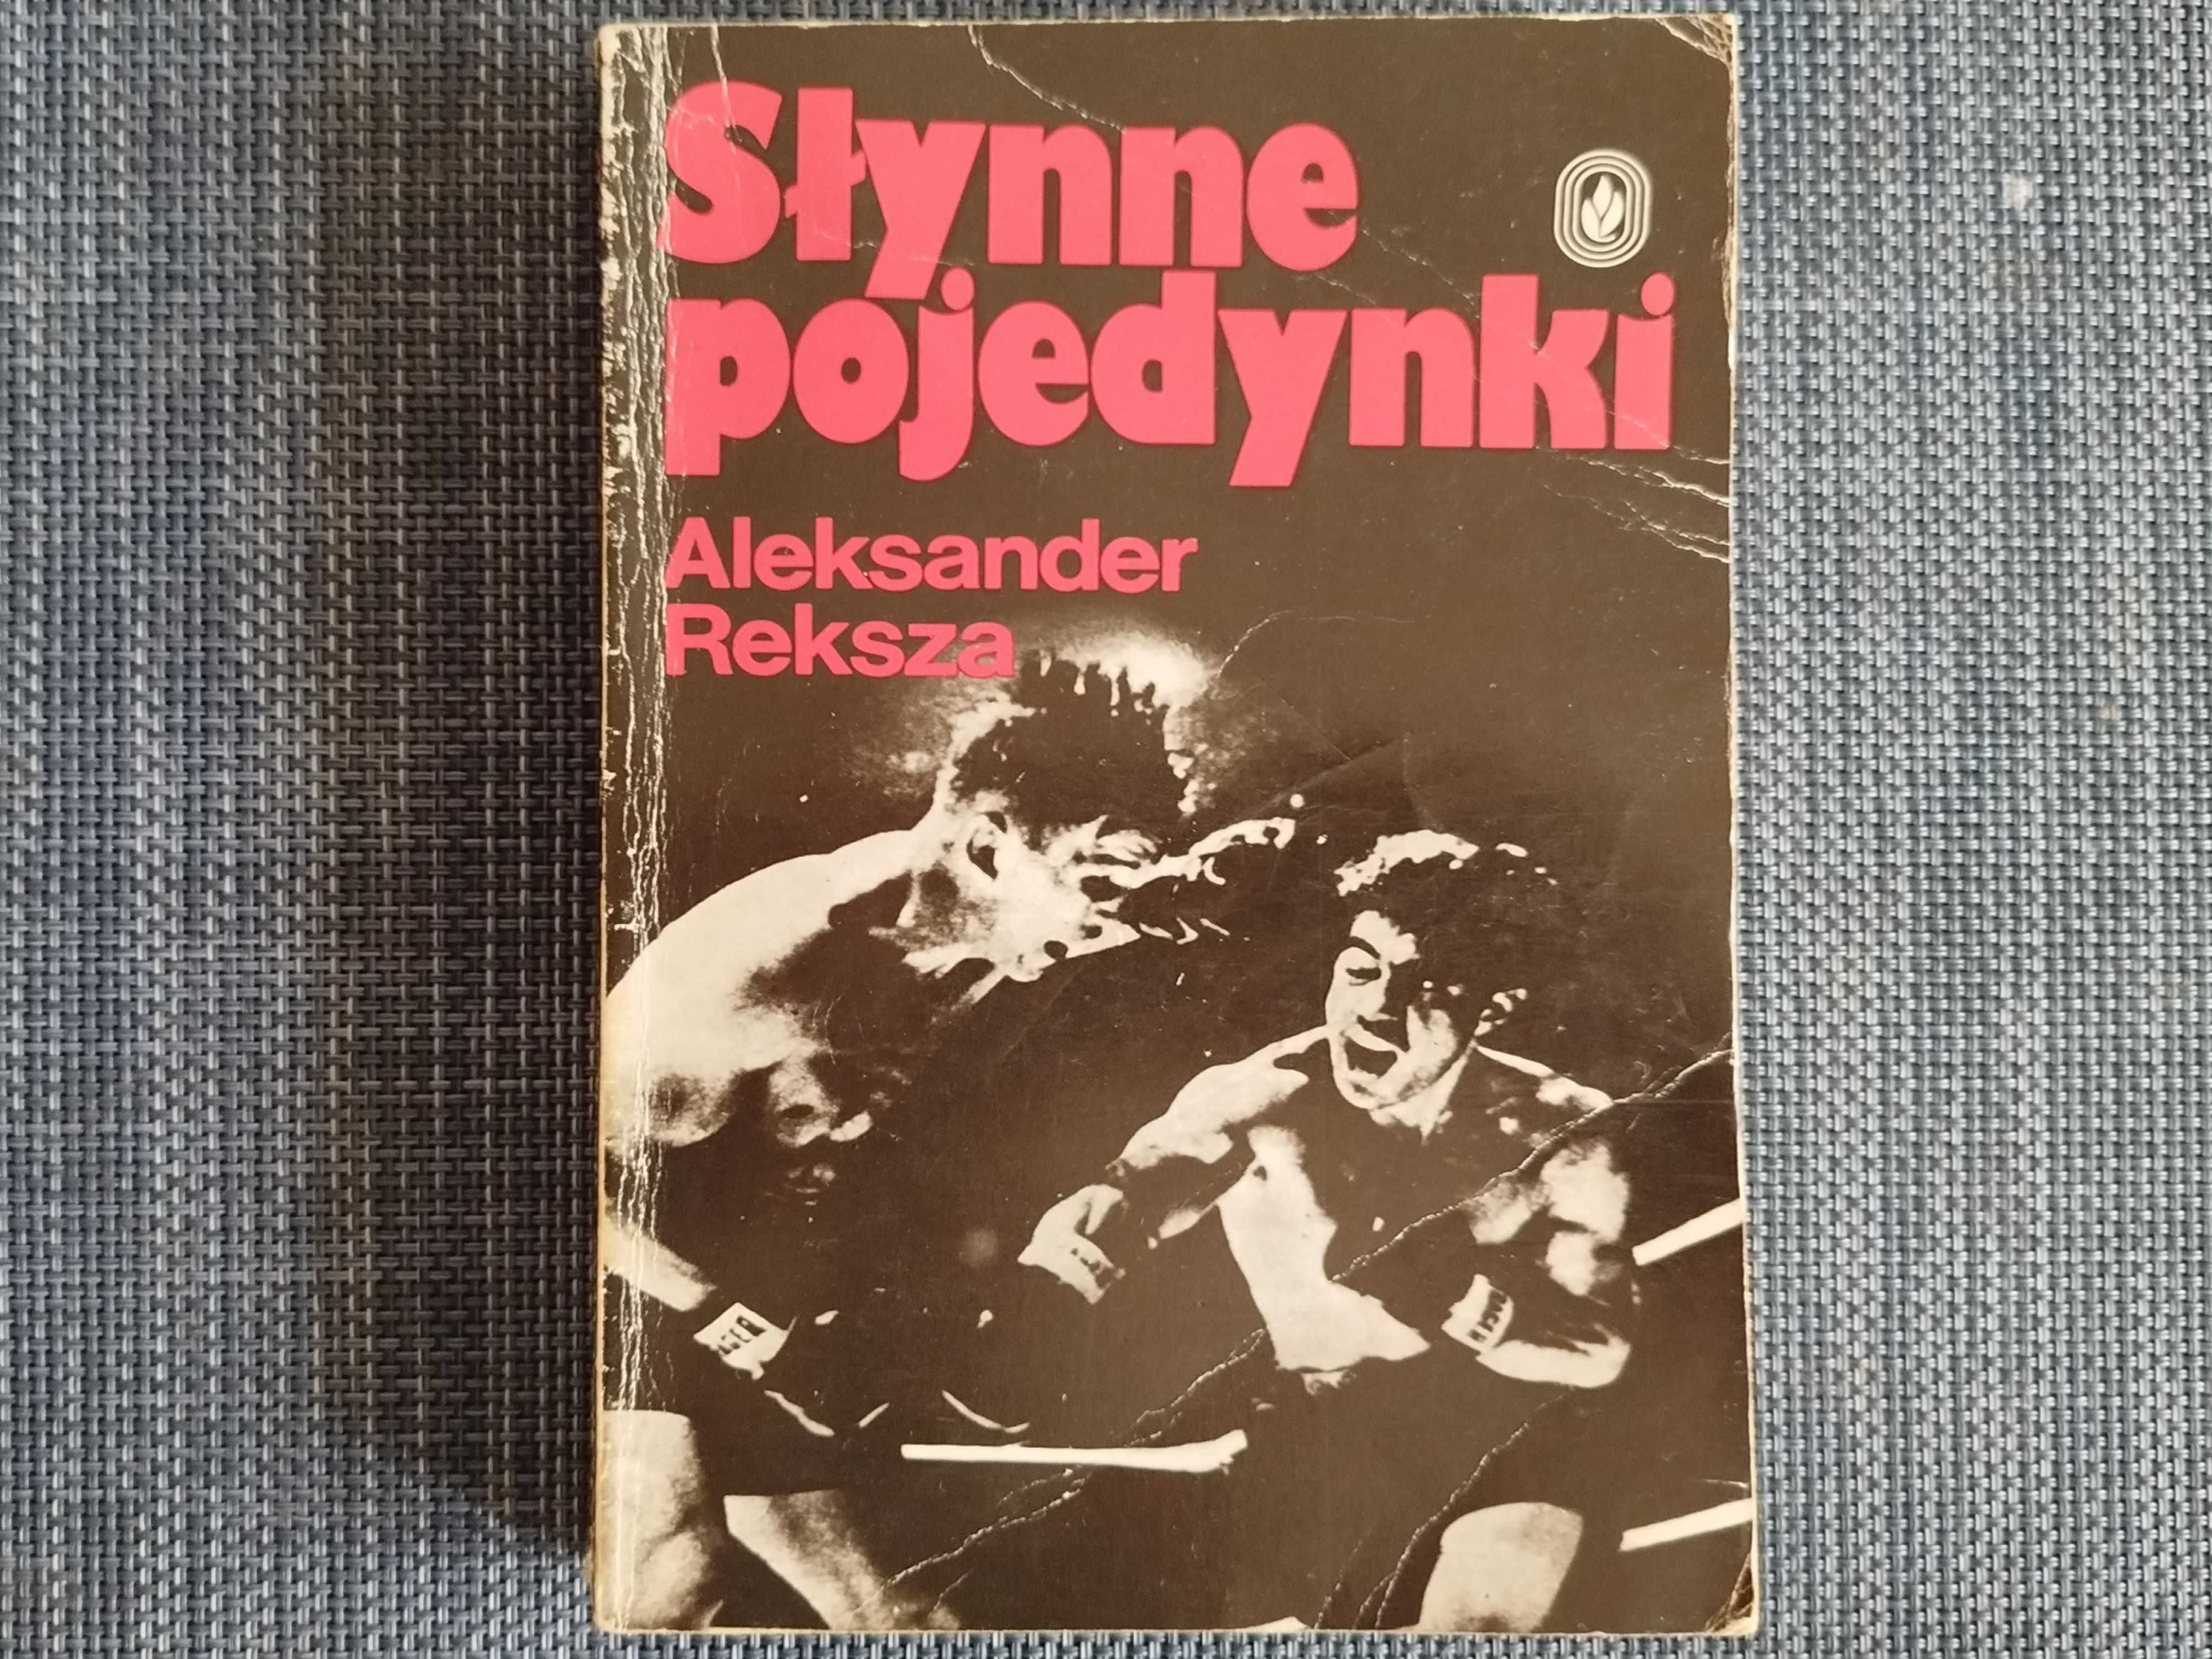 Słynne
pojedynki
Aleksander
Reksza